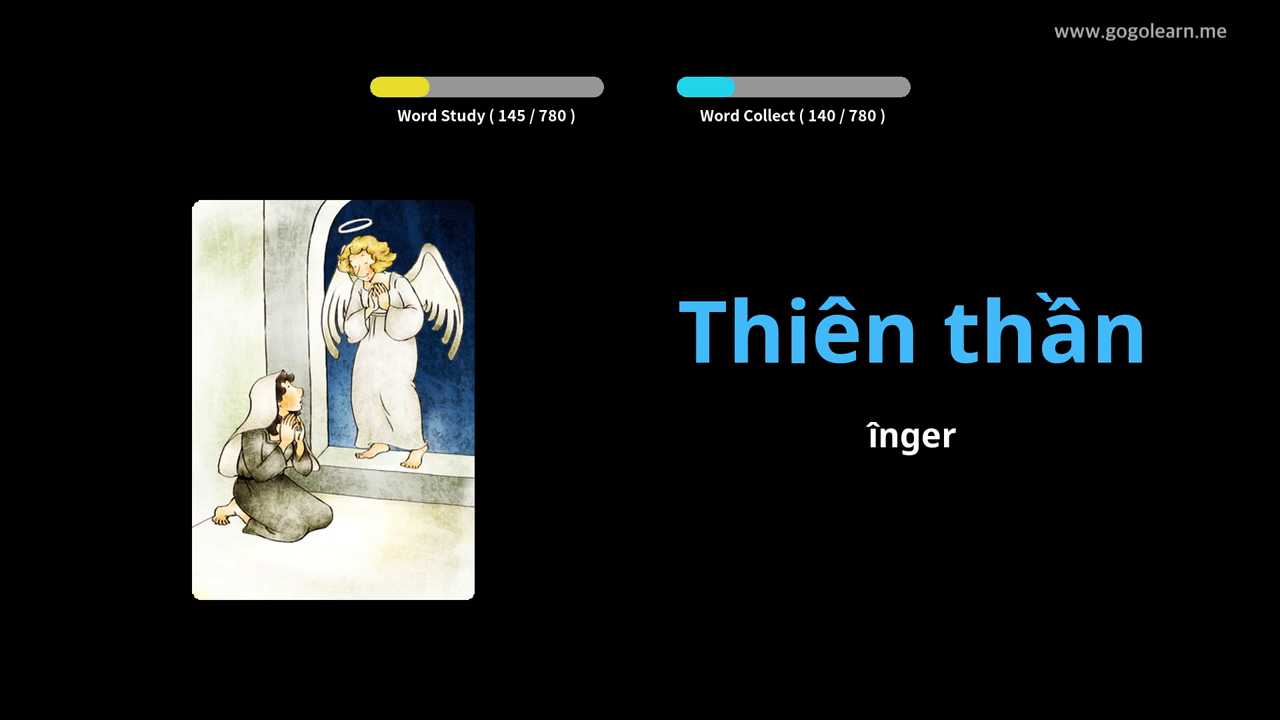 www.gogolearn.me
Word Study ( 145 / 780 )
Word Collect ( 140 / 780 )
Thiên thần
înger